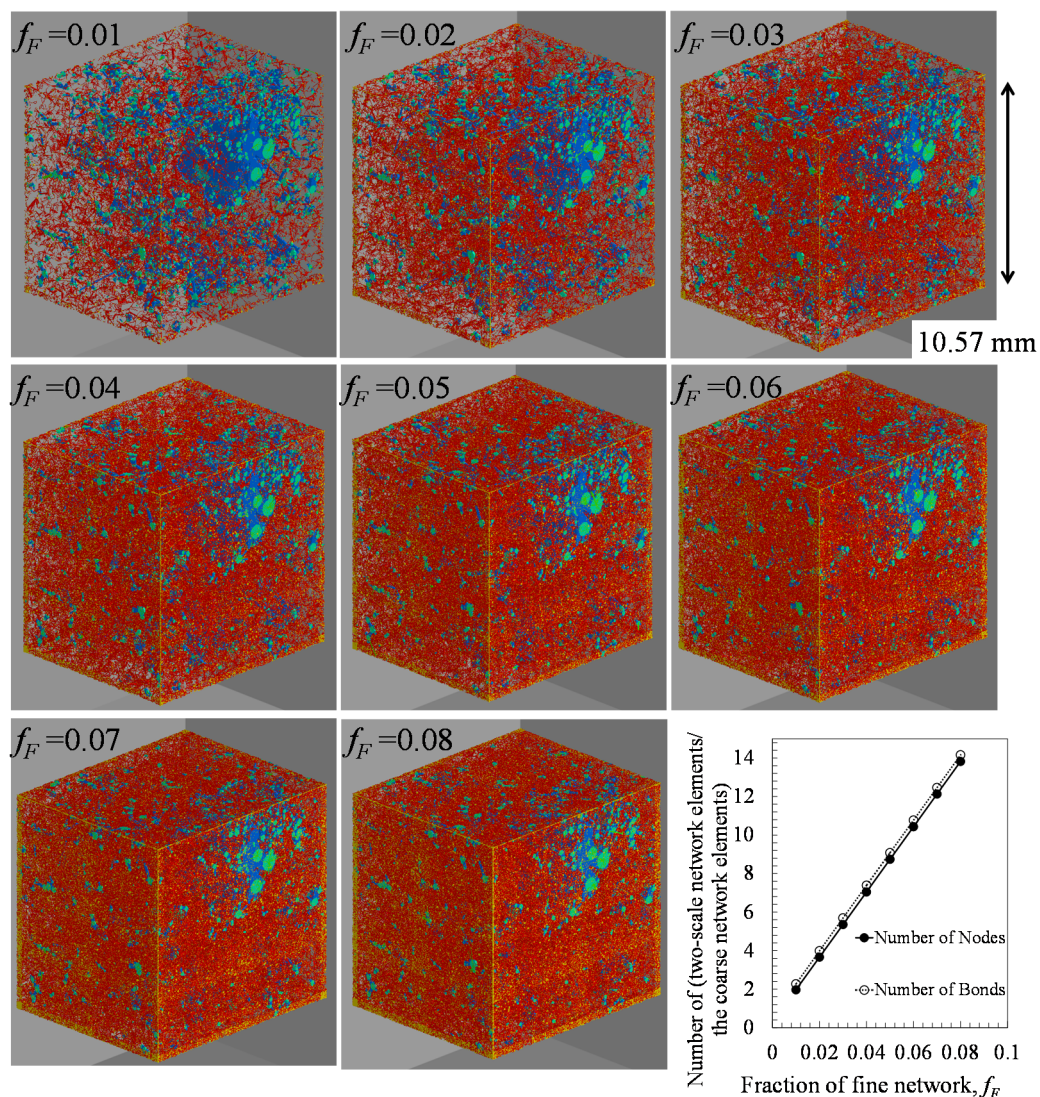 f_F =0.01
f_F =0.02
f_F =0.03
10.57 mm
f_F =0.04
f_F =0.05
f_F =0.06
f_F =0.07
f_F =0.08
Number of (two-scale network elements/
the coarse network elements)
14
12
10
8
6
4
2
0
Number of Nodes
Number of Bonds
0
0.02
0.04
0.06
0.08
0.1
Fraction of fine network, f_F